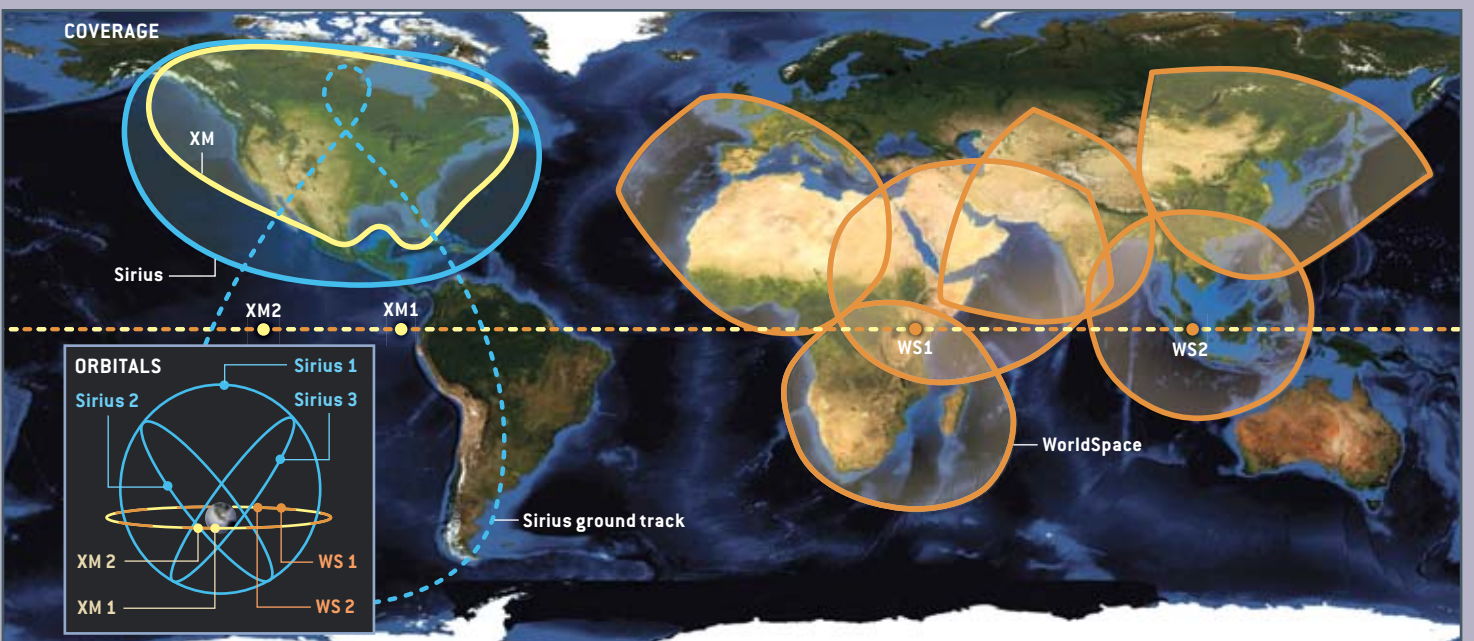 COVERAGE
XM
Sirius
XM2
XM1
WS1
WS2
WorldSpace
Sirius ground track
ORBITALS
Sirius 1
Sirius 2
Sirius 3
XM 2
WS 1
XM 1
WS 2